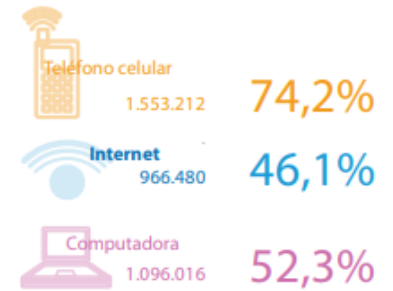 Teléfono celular
1.553.212 74,2%
Internet
966.480 46,1%
Computadora
1.096.016 52,3%